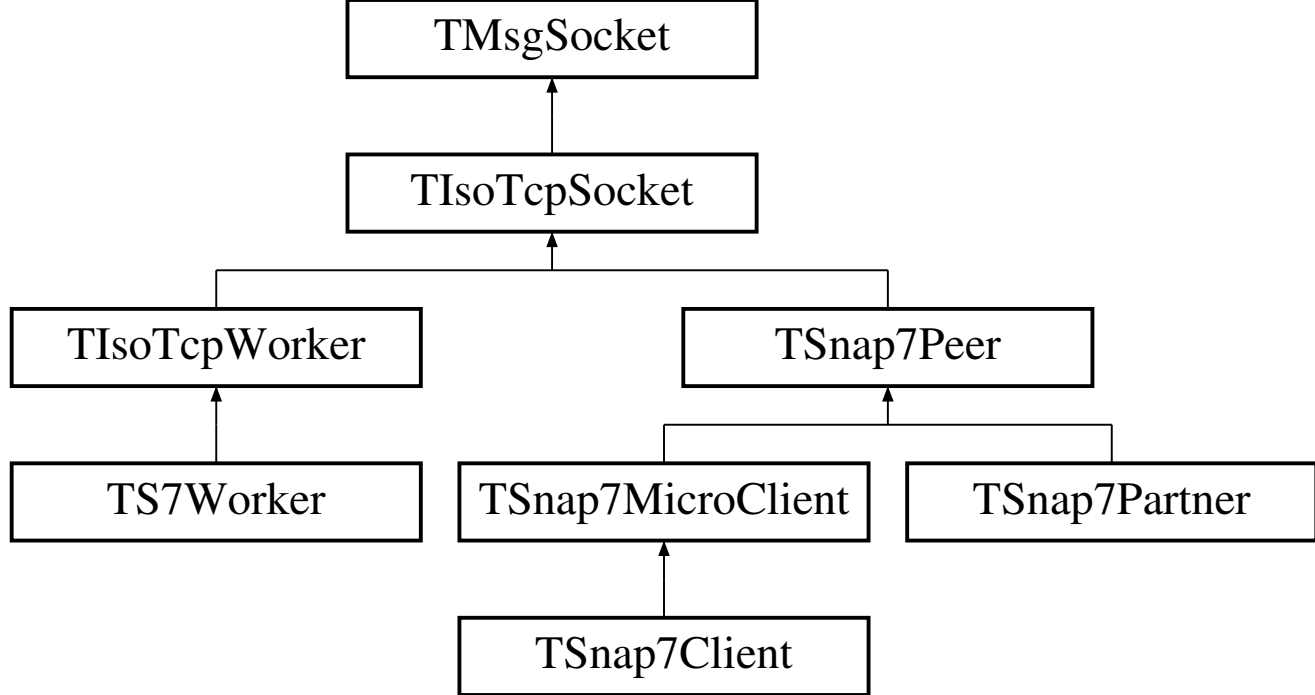 TMsgSocket
TIsoTcpSocket
TIsoTcpWorker
TSnap7Peer
TS7Worker
TSnap7MicroClient
TSnap7Partner
TSnap7Client